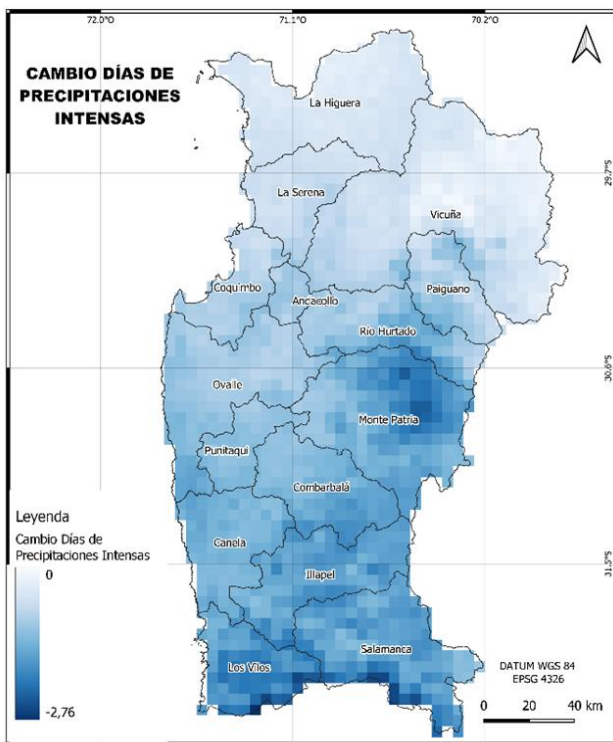 72.0°O 71.1°O 70.2°O
CAMBIO DÍAS DE
PRECIPITACIONES
INTENSAS
La Higuera
29.7°S
La Serena
Vicuña
Coquimbo
Andacollo
Paiguano
Río Hurtado
30.6°S
Ovalle
Monte Patria
Punitaqui
Combarbalá
Leyenda
Cambio Días de
Precipitaciones Intensas
0
-2,76
Canela
Illapel
31.5°S
Salamanca
Los Vilos
DATUM WGS 84
EPSG 4326
0 20 40 km